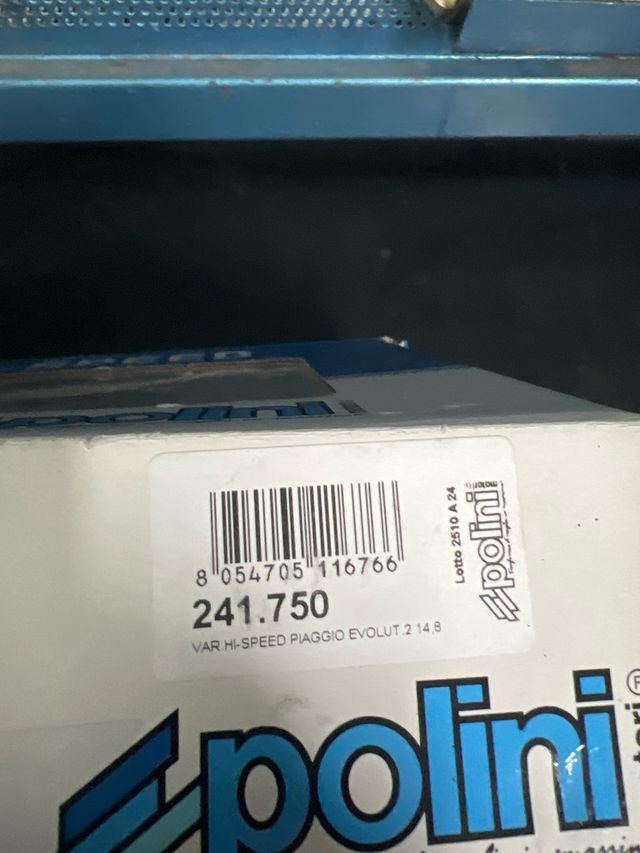 polini
8 054705 116766
241.750
VAR.HI-SPEED PIAGGIO EVOLUT.2 14,8
Lotto 2510 A 24
polini
motori
polini